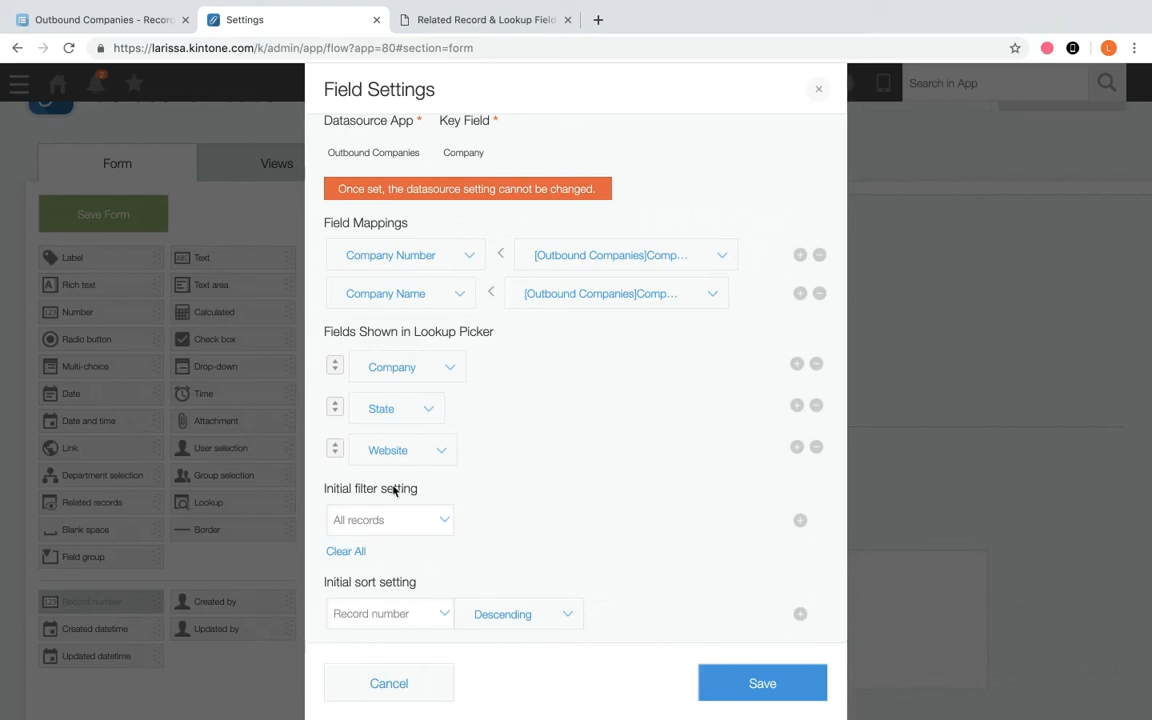 Outbound Companies - Record
Settings
Related Record & Lookup Field
https://larissa.kintone.com/k/admin/app/flow?app=80#section=form
L
2
Search in App
Field Settings
Datasource App * Key Field *
Outbound Companies Company
Once set, the datasource setting cannot be changed.
Field Mappings
Company Number < [Outbound Companies]Comp...
Company Name < [Outbound Companies]Comp...
Fields Shown in Lookup Picker
Company
State
Website
Initial filter setting
All records
Clear All
Initial sort setting
Record number Descending
Cancel Save
Form Views
Save Form
Label Text
Rich text Text area
Number Calculated
Radio button Check box
Multi-choice Drop-down
Date Time
Date and time Attachment
Link User selection
Department selection Group selection
Related records Lookup
Blank space Border
Field group
Record number Created by
Created datetime Updated by
Updated datetime